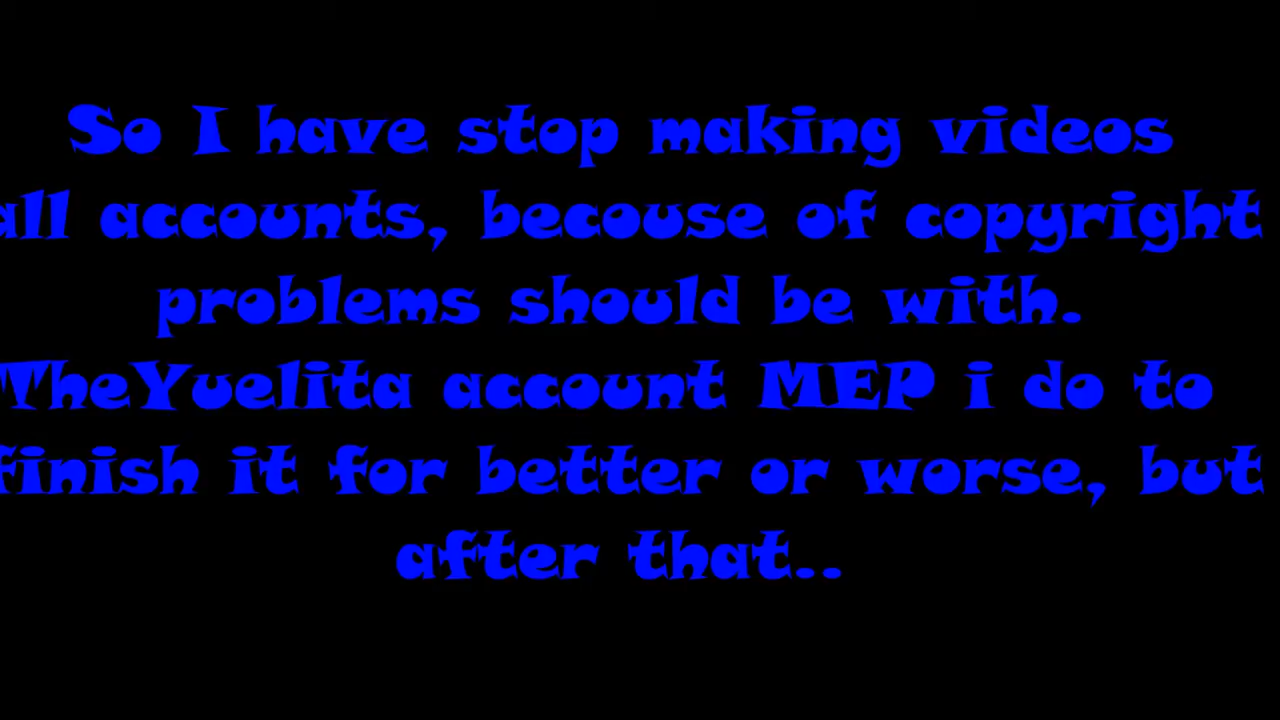 So I have stop making videos
all accounts, becouse of copyright
problems should be with.
TheYuelita account MEP i do to
finish it for better or worse, but
after that..